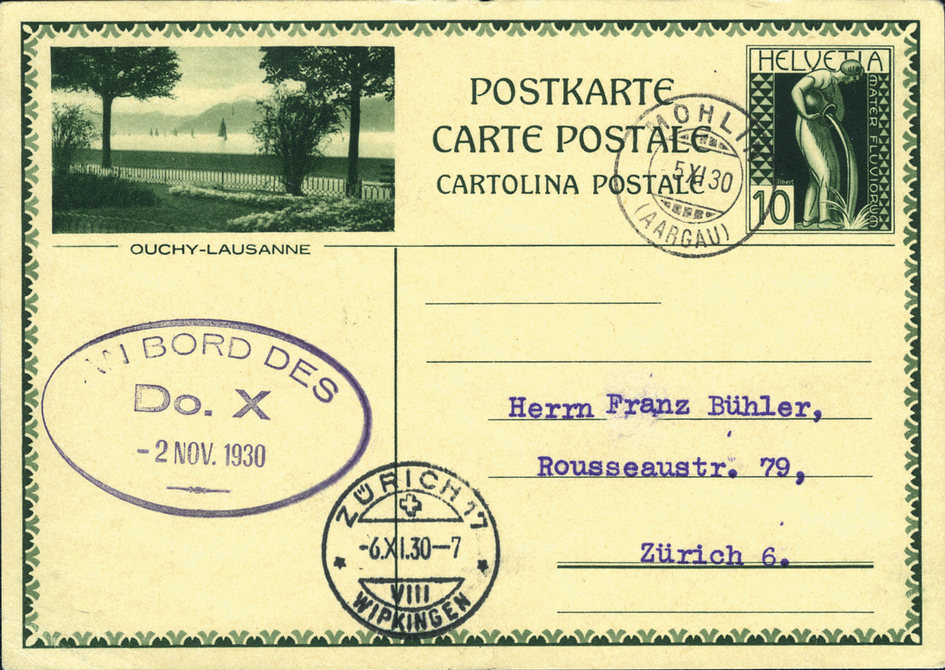 HELVETIA
MATER FLUVIORUM
10
POSTKARTE
CARTE POSTALE
CARTOLINA POSTALE
MÖHLIN
5.XI.30
(AARGAU)
OUCHY-LAUSANNE
AN BORD DES
Do. X
-2 NOV. 1930
Herrn Franz Bühler,
Rousseaustr. 79,
Zürich 6.
ZÜRICH 17
-6.XI.30-7
VIII
WIPKINGEN